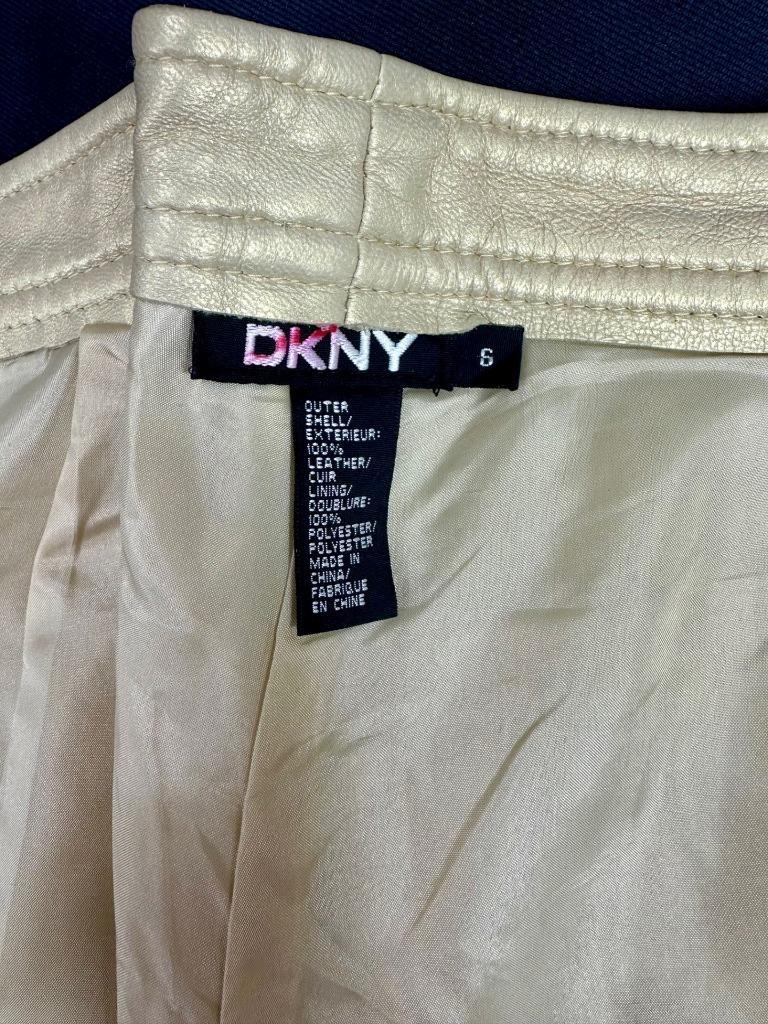 DKNY
6
OUTER
SHELL/
EXTERIEUR:
100%
LEATHER/
CUIR
LINING/
DOUBLURE:
100%
POLYESTER/
POLYESTER
MADE IN
CHINA/
FABRIQUE
EN CHINE